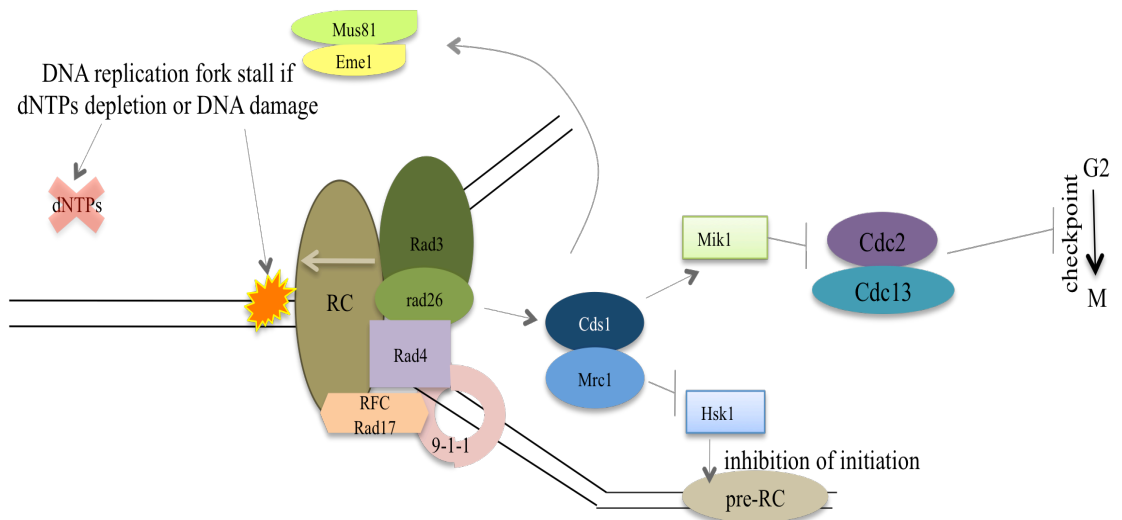 Mus81
Eme1
DNA replication fork stall if
dNTPs depletion or DNA damage
dNTPs
Rad3
rad26
RC
Rad4
RFC
Rad17
9-1-1
Cds1
Mrc1
Mik1
Hsk1
Cdc2
Cdc13
checkpoint
G2
M
inhibition of initiation
pre-RC